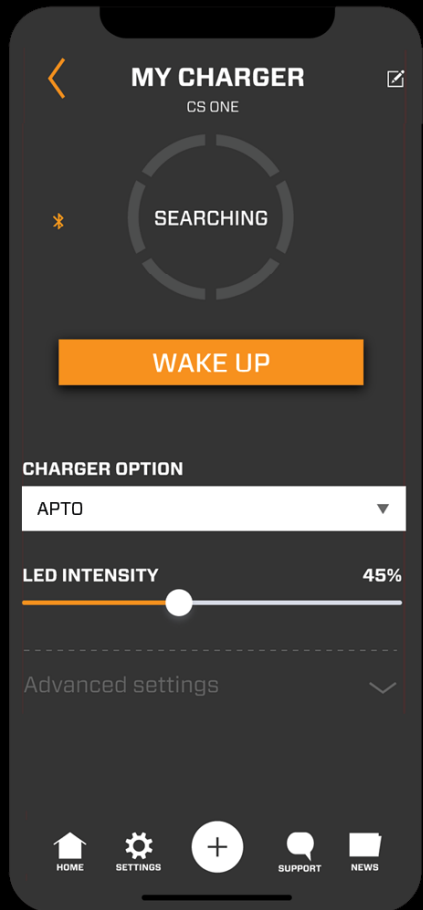 MY CHARGER
CS ONE
SEARCHING
WAKE UP
CHARGER OPTION
APTO
LED INTENSITY 45%
Advanced settings
HOME SETTINGS SUPPORT NEWS